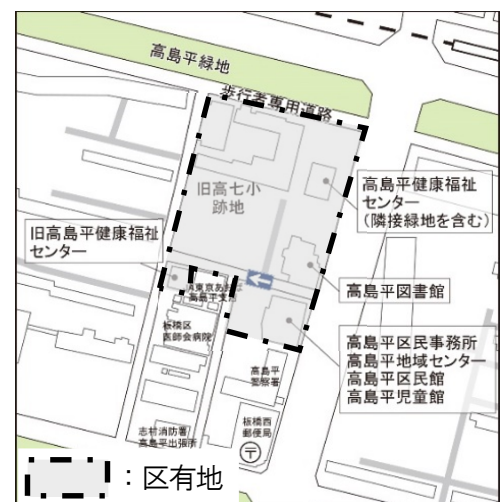 高島平緑地
歩行者専用道路
旧高七小
跡地
高島平健康福祉
センター
(隣接緑地を含む)
旧高島平健康福祉
センター
高島平図書館
板橋区
医師会病院
高島平区民事務所
高島平地域センター
高島平区民館
高島平児童館
高島平
警察署
志村消防署
高島平出張所
板橋西
郵便局
：区有地